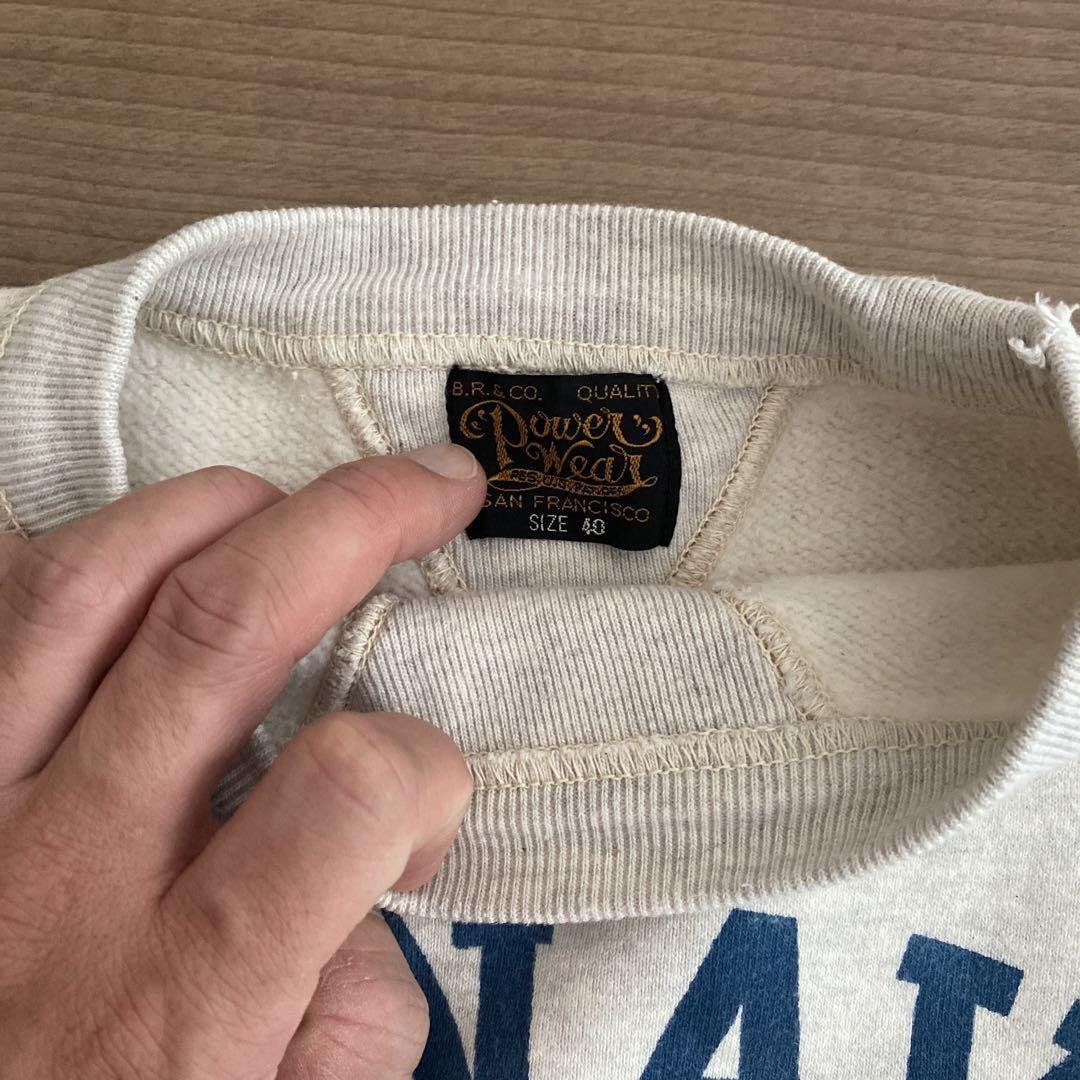 B.R.& CO. QUALITY
Power
Wear
SAN FRANCISCO
SIZE 40